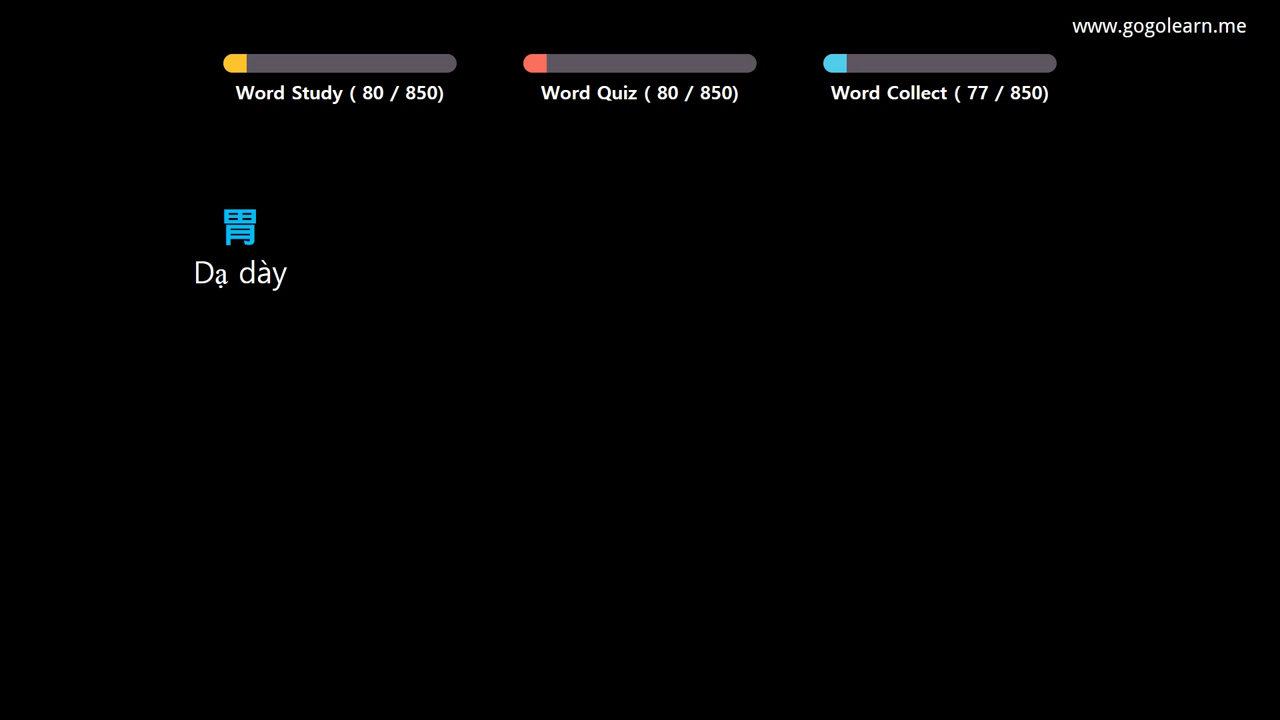 www.gogolearn.me
Word Study ( 80 / 850)
Word Quiz ( 80 / 850)
Word Collect ( 77 / 850)
胃
Dạ dày